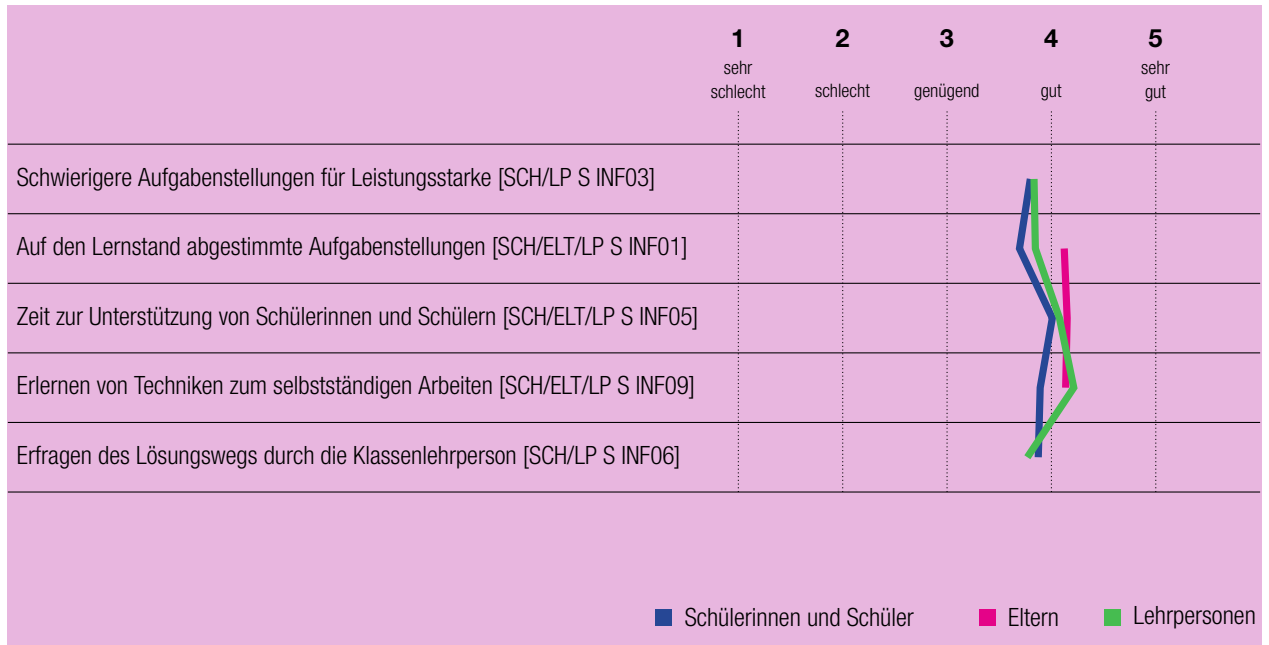 1 2 3 4 5
sehr schlecht schlecht genügend gut sehr gut
Schwierigere Aufgabenstellungen für Leistungsstarke [SCH/LP S INF03]
Auf den Lernstand abgestimmte Aufgabenstellungen [SCH/ELT/LP S INF01]
Zeit zur Unterstützung von Schülerinnen und Schülern [SCH/ELT/LP S INF05]
Erlernen von Techniken zum selbstständigen Arbeiten [SCH/ELT/LP S INF09]
Erfragen des Lösungswegs durch die Klassenlehrperson [SCH/LP S INF06]
Schülerinnen und Schüler Eltern Lehrpersonen